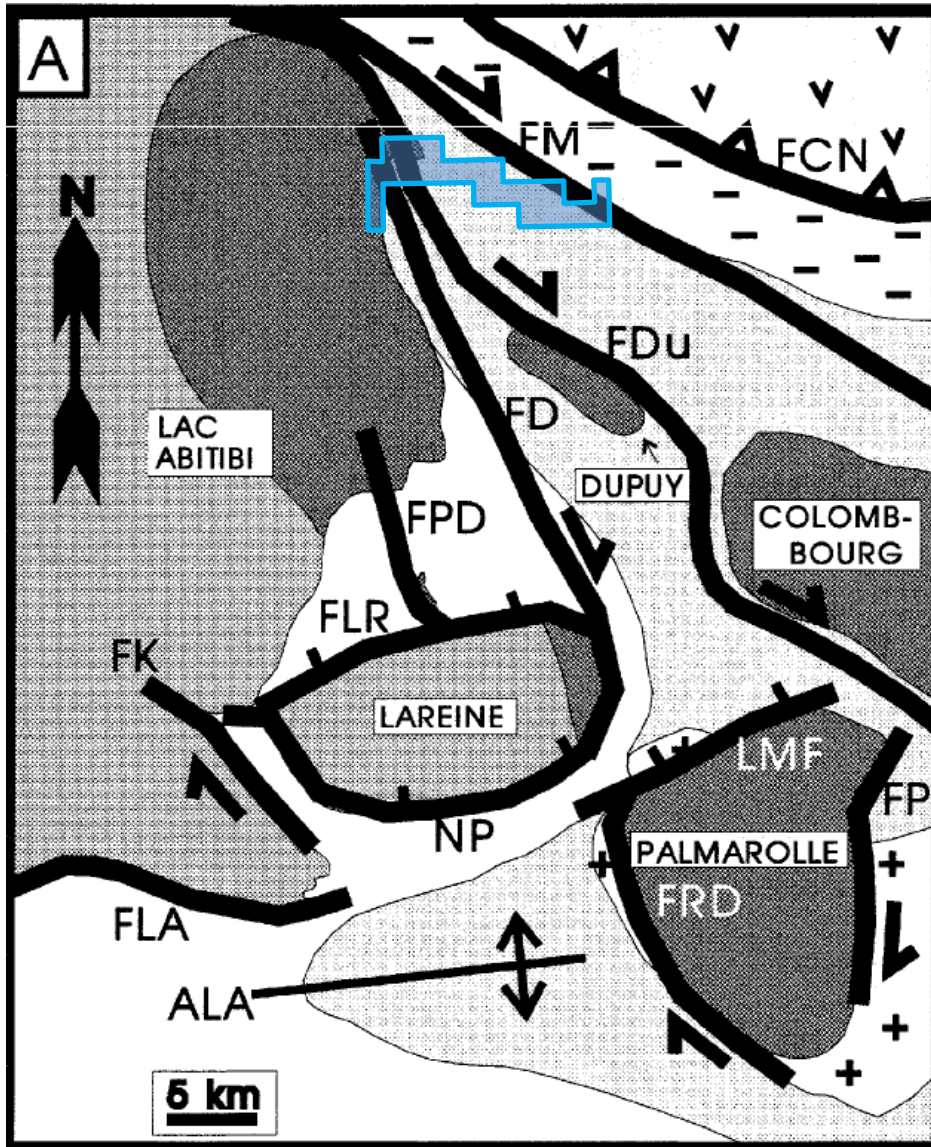 A
FM
FCN
N
FDu
FD
LAC
ABITIBI
DUPUY
FPD
COLOMB-
BOURG
FLR
FK
LAREINE
LMF
FP
NP
PALMAROLLE
FRD
FLA
ALA
5 km